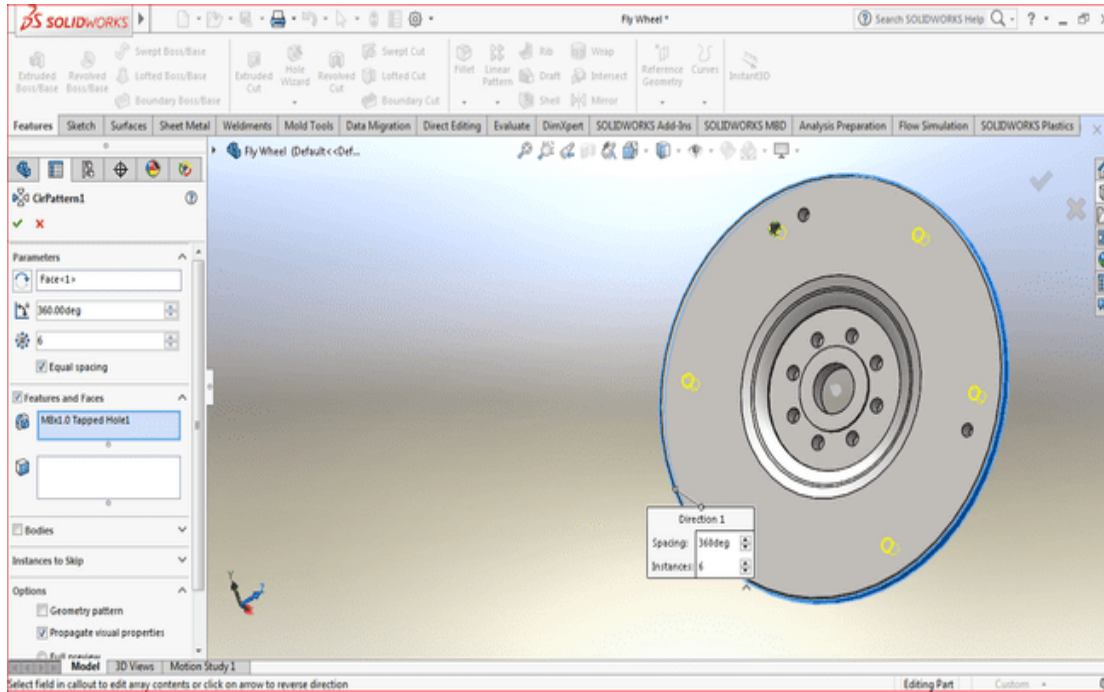 SOLIDWORKS
Fly Wheel *
Search SOLIDWORKS Help
Extruded Boss/Base
Revolved Boss/Base
Swept Boss/Base
Lofted Boss/Base
Boundary Boss/Base
Extruded Cut
Hole Wizard
Revolved Cut
Swept Cut
Lofted Cut
Boundary Cut
Fillet
Linear Pattern
Rib
Draft
Shell
Wrap
Intersect
Mirror
Reference Geometry
Curves
Instant3D
Features Sketch Surfaces Sheet Metal Weldments Mold Tools Data Migration Direct Editing Evaluate DimXpert SOLIDWORKS Add-Ins SOLIDWORKS MBD Analysis Preparation Flow Simulation SOLIDWORKS Plastics
Fly Wheel (Default<<Def...
CirPattern1
Parameters
Face<1>
360.00deg
6
Equal spacing
Features and Faces
M8x1.0 Tapped Hole1
Bodies
Instances to Skip
Options
Geometry pattern
Propagate visual properties
Full preview
Direction 1
Spacing: 360deg
Instances: 6
Y
Model 3D Views Motion Study 1
Select field in callout to edit array contents or click on arrow to reverse direction
Editing Part
Custom